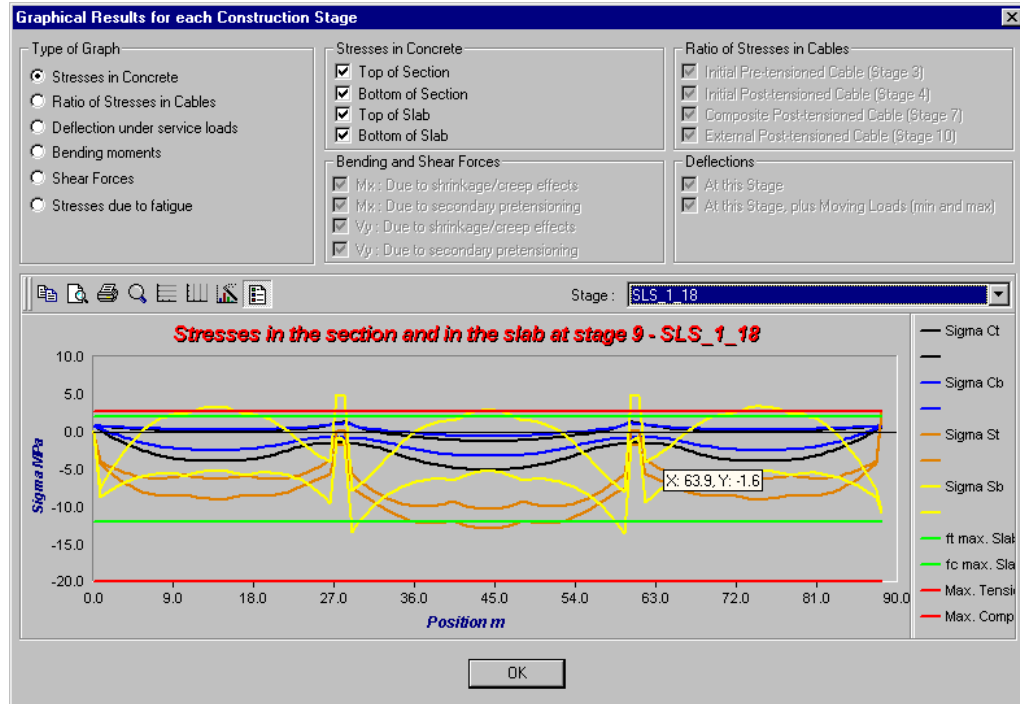 Graphical Results for each Construction Stage
Type of Graph
Stresses in Concrete
Ratio of Stresses in Cables
Deflection under service loads
Bending moments
Shear Forces
Stresses due to fatigue
Stresses in Concrete
Top of Section
Bottom of Section
Top of Slab
Bottom of Slab
Bending and Shear Forces
Mx : Due to shrinkage/creep effects
Mx : Due to secondary pretensioning
Vy : Due to shrinkage/creep effects
Vy : Due to secondary pretensioning
Ratio of Stresses in Cables
Initial Pre-tensioned Cable (Stage 3)
Initial Post-tensioned Cable (Stage 4)
Composite Post-tensioned Cable (Stage 7)
External Post-tensioned Cable (Stage 10)
Deflections
At this Stage
At this Stage, plus Moving Loads (min and max)
Stage : SLS_1_18
Stresses in the section and in the slab at stage 9 - SLS_1_18
Sigma MPa
10.0
5.0
0.0
-5.0
-10.0
-15.0
-20.0
0.0 9.0 18.0 27.0 36.0 45.0 54.0 63.0 72.0 81.0 90.0
Position m
X: 63.9, Y: -1.6
Sigma Ct
Sigma Cb
Sigma St
Sigma Sb
ft max. Slab
fc max. Sla
Max. Tensi
Max. Comp
OK